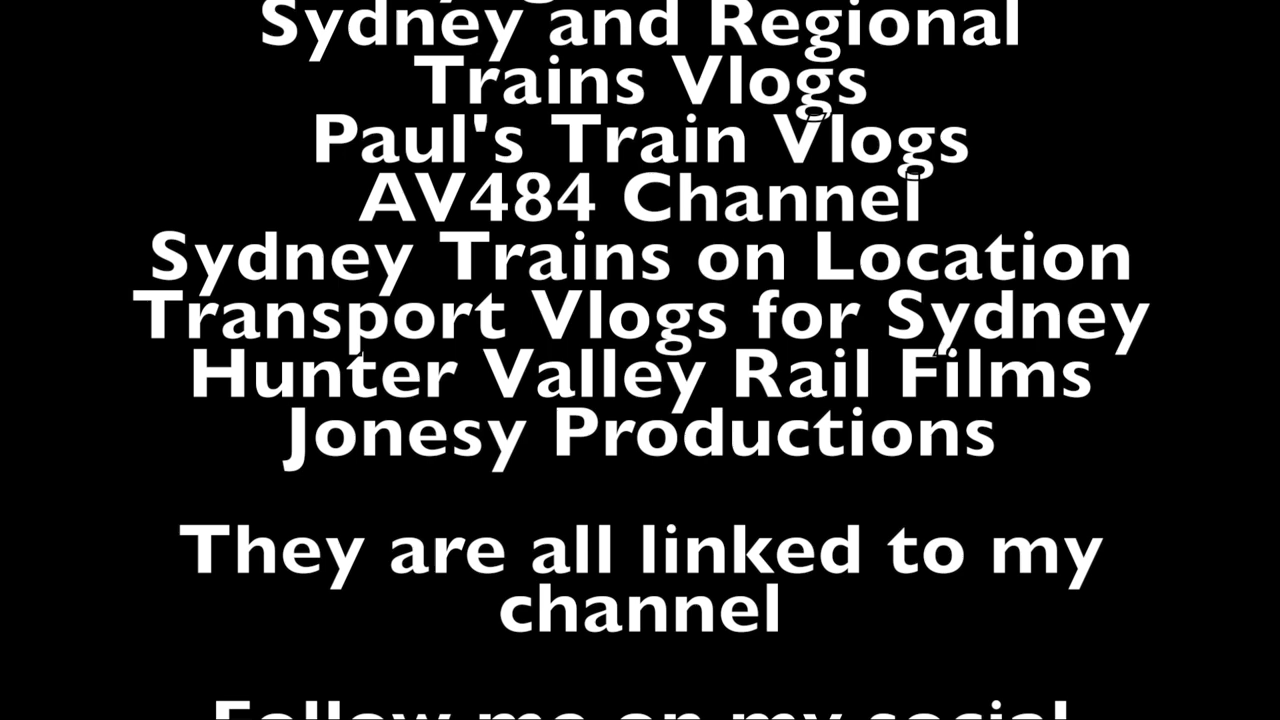 Sydney and Regional
Trains Vlogs
Paul's Train Vlogs
AV484 Channel
Sydney Trains on Location
Transport Vlogs for Sydney
Hunter Valley Rail Films
Jonesy Productions
They are all linked to my
channel
Follow me on my social